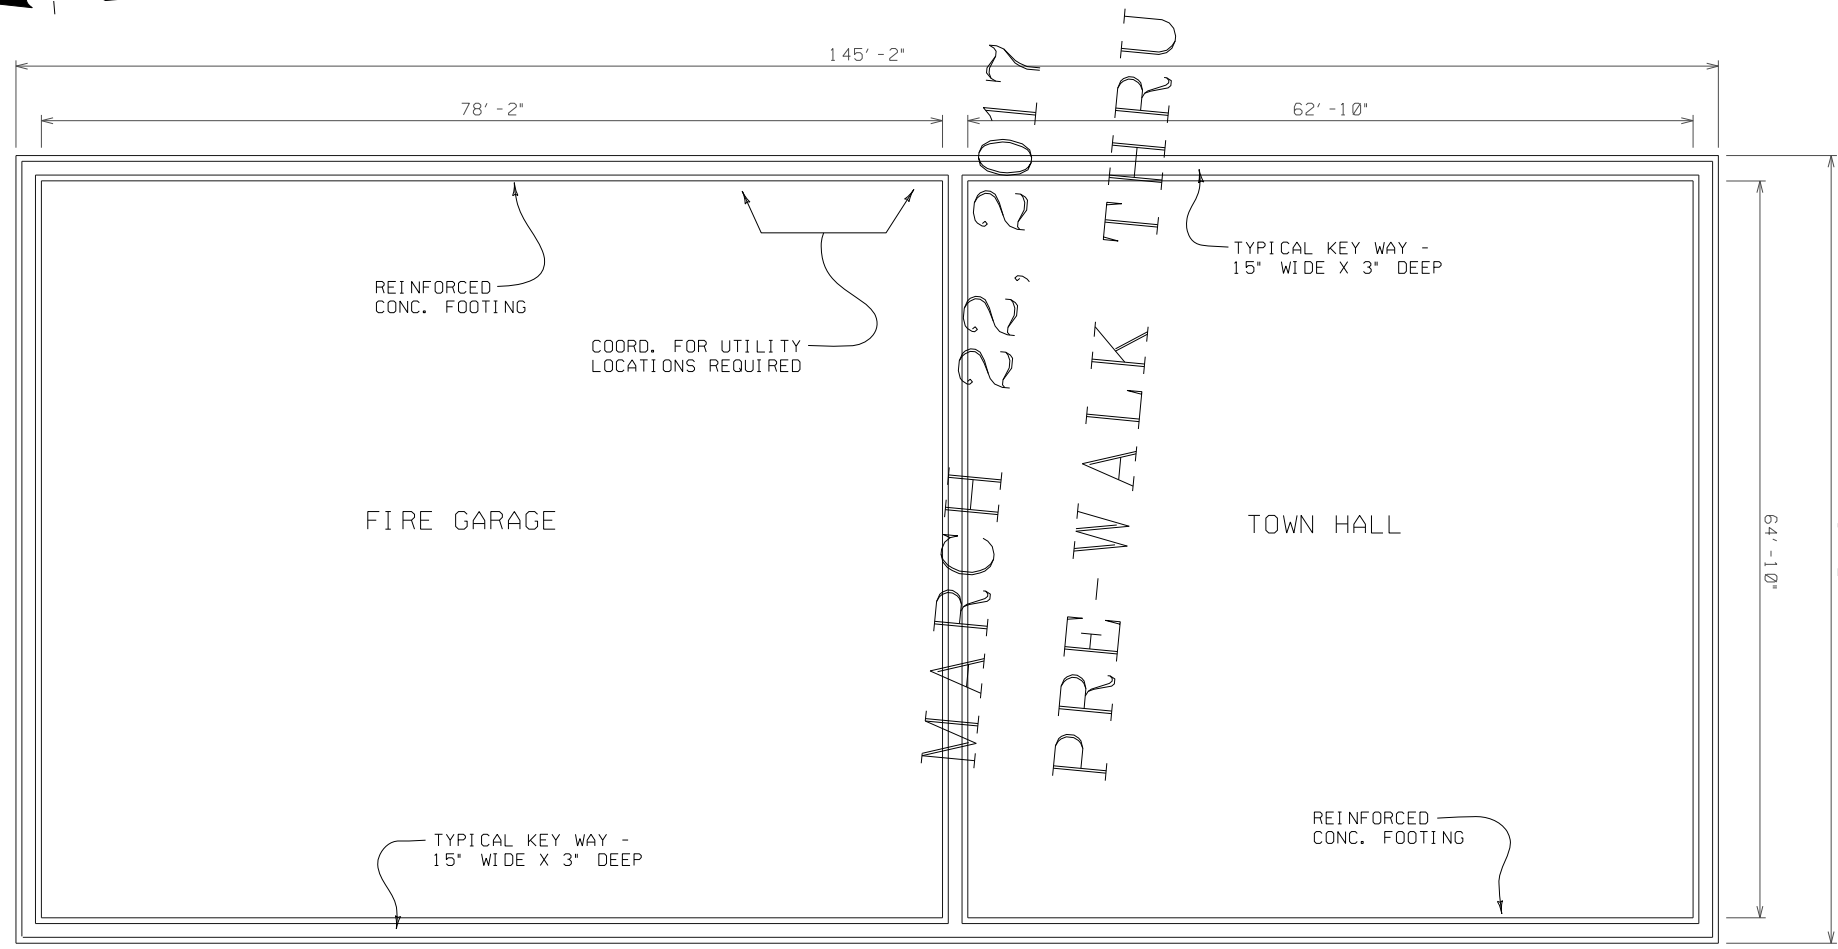 145'-2"
78'-2"
62'-10"
TYPICAL KEY WAY -
15" WIDE X 3" DEEP
REINFORCED
CONC. FOOTING
COORD. FOR UTILITY
LOCATIONS REQUIRED
FIRE GARAGE
TOWN HALL
64'-10"
MARCH 22, 2017
PRE-WALK THRU
REINFORCED
CONC. FOOTING
TYPICAL KEY WAY -
15" WIDE X 3" DEEP